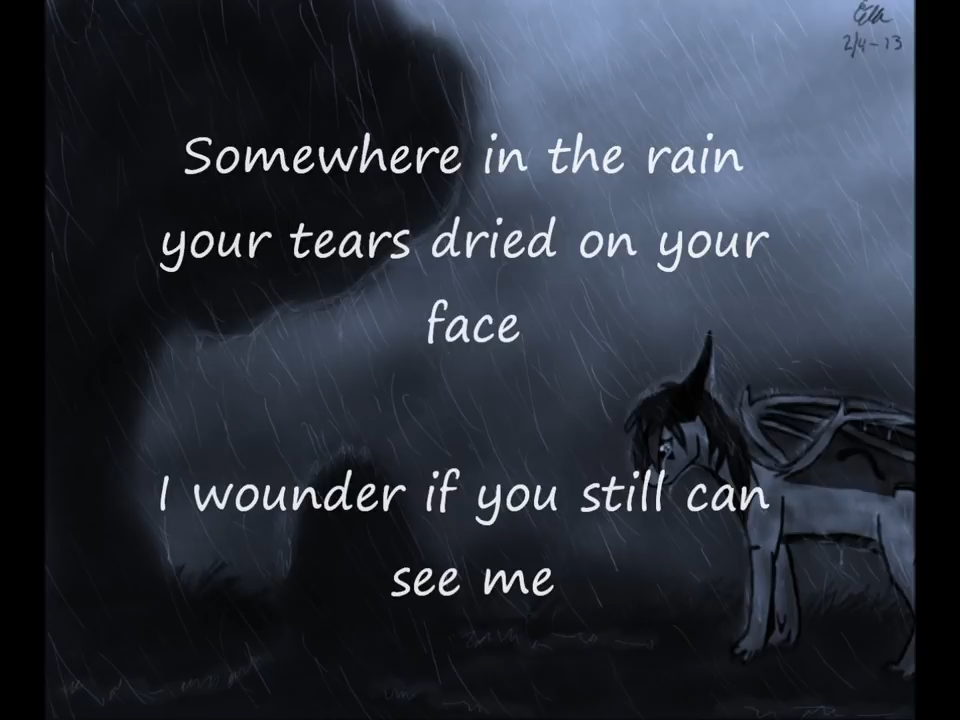 2/4-13
Somewhere in the rain
your tears dried on your
face
I wounder if you still can
see me